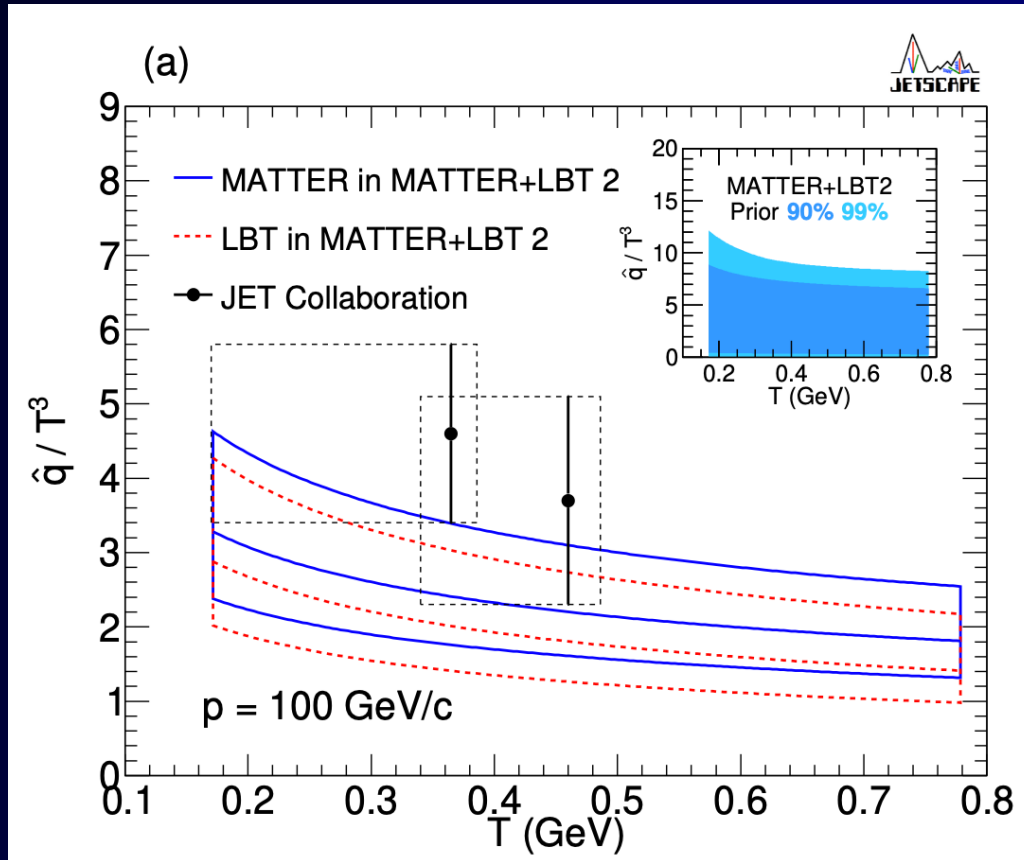 (a)
JETSCAPE
9
8
7
6
5
4
3
2
1
0
q̂ / T³
MATTER in MATTER+LBT 2
LBT in MATTER+LBT 2
JET Collaboration
20
15
10
5
0
q̂ / T³
MATTER+LBT2
Prior 90% 99%
0.2 0.4 0.6 0.8
T (GeV)
p = 100 GeV/c
0.1 0.2 0.3 0.4 0.5 0.6 0.7 0.8
T (GeV)